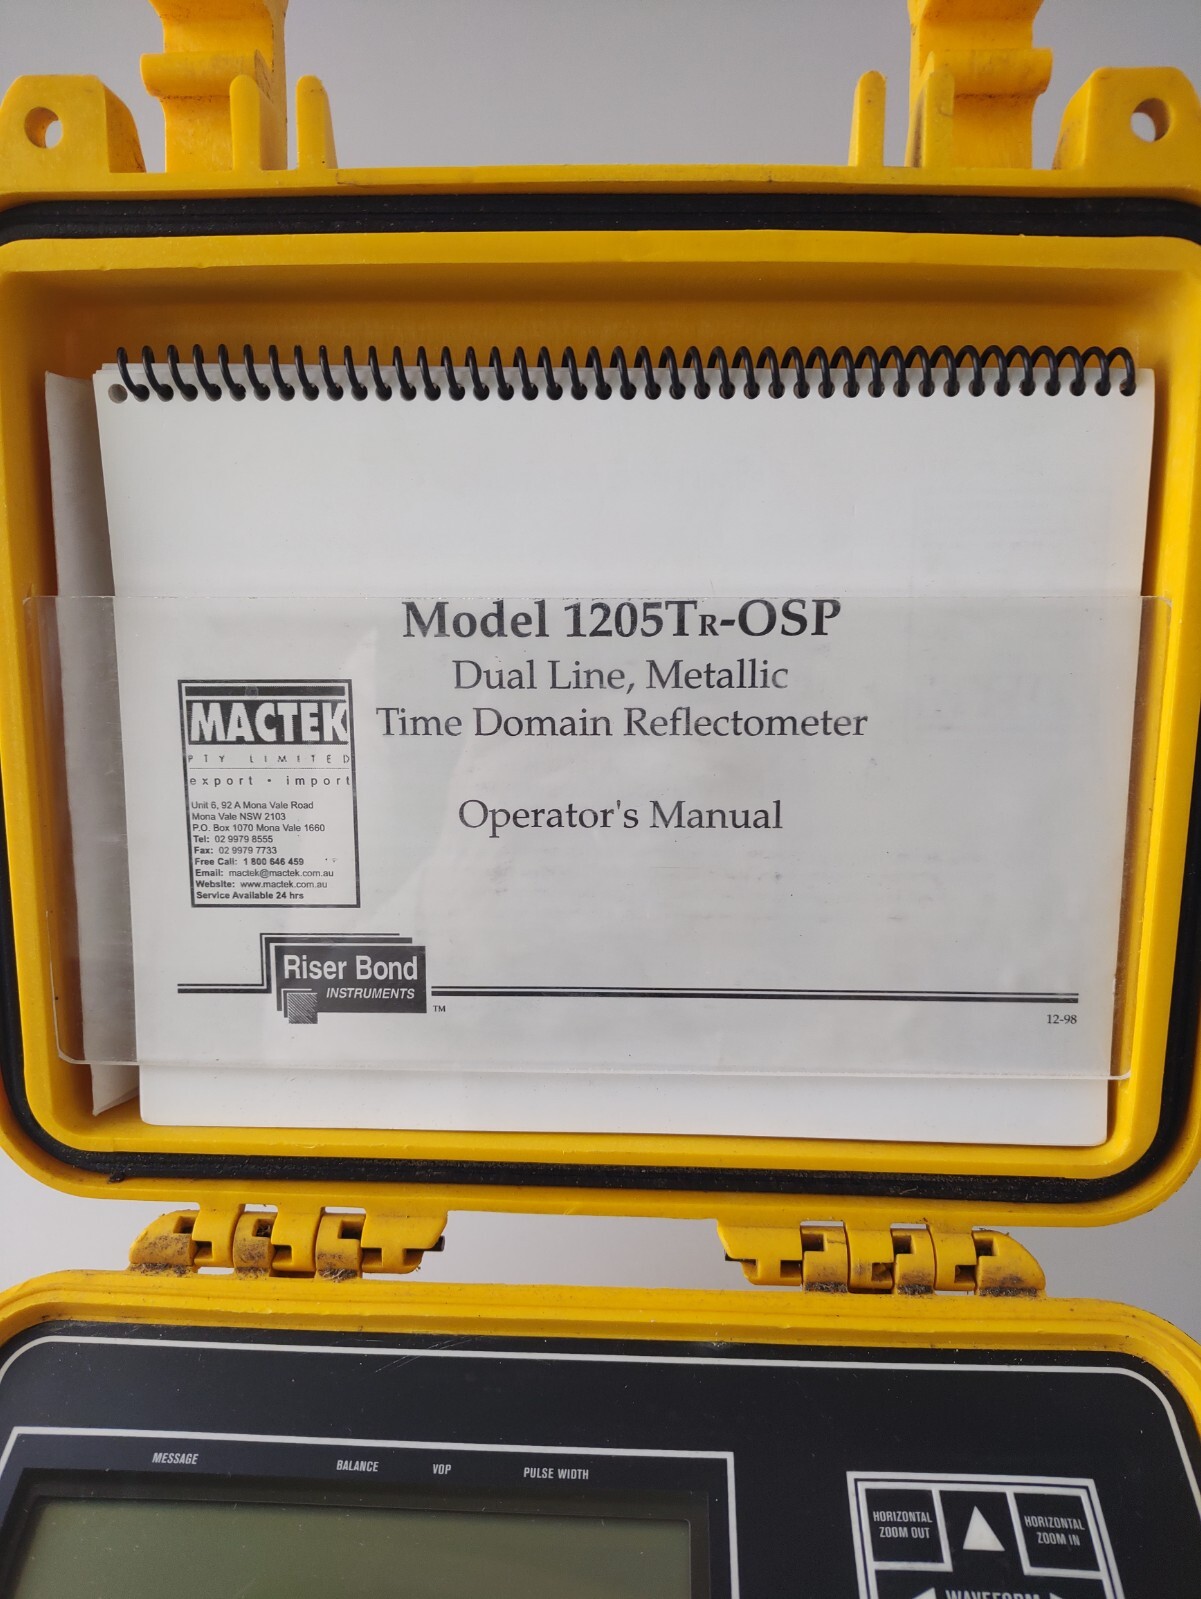 Model 1205TR-OSP
Dual Line, Metallic
Time Domain Reflectometer
Operator's Manual
MACTEK
PTY LIMITED
export • import
Unit 6, 92 A Mona Vale Road
Mona Vale NSW 2103
P.O. Box 1070 Mona Vale 1660
Tel: 02 9979 8555
Fax: 02 9979 7733
Free Call: 1 800 646 459
Email: mactek@mactek.com.au
Website: www.mactek.com.au
Service Available 24 hrs
Riser Bond
INSTRUMENTS
TM
12-98
MESSAGE BALANCE VOP PULSE WIDTH
HORIZONTAL
ZOOM OUT
HORIZONTAL
ZOOM IN
WAVEFORM